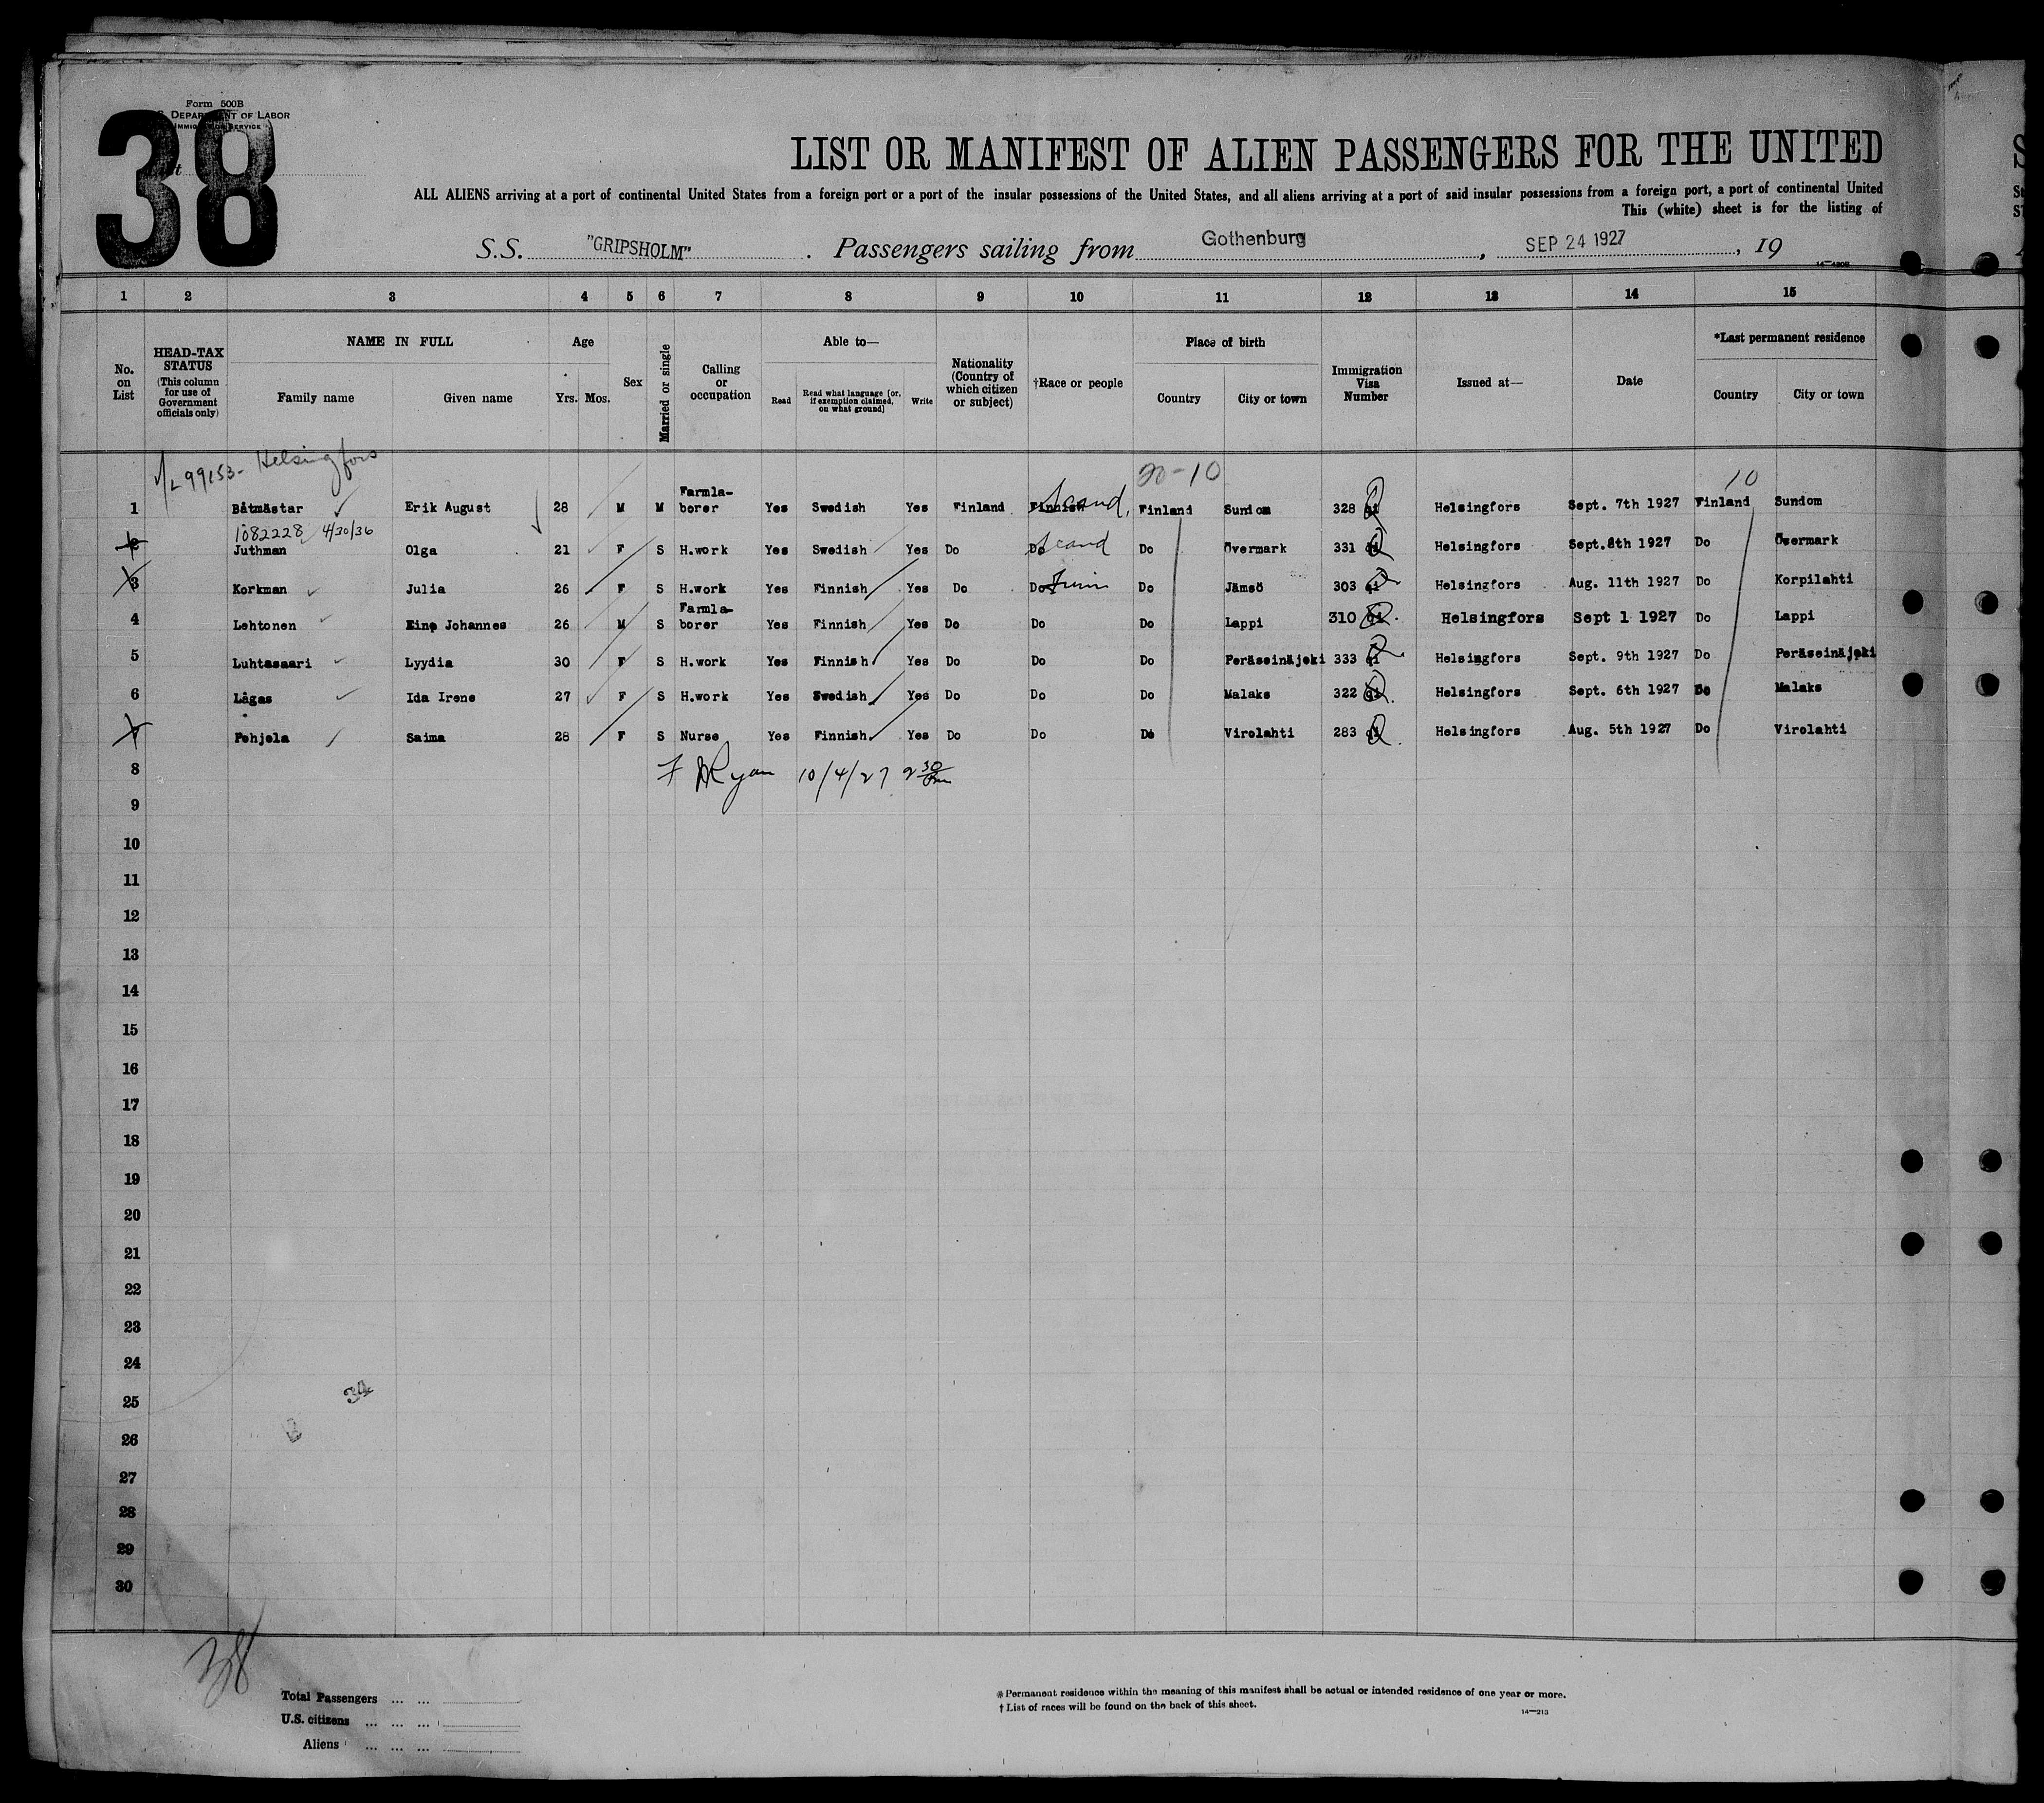 Form 500B
DEPARTMENT OF LABOR
IMMIGRATION SERVICE
38
LIST OR MANIFEST OF ALIEN PASSENGERS FOR THE UNITED
ALL ALIENS arriving at a port of continental United States from a foreign port or a port of the insular possessions of the United States, and all aliens arriving at a port of said insular possessions from a foreign port, a port of continental United
This (white) sheet is for the listing of
S.S. "GRIPSHOLM" . Passengers sailing from Gothenburg , SEP 24 1927 , 19
1 2 3 4 5 6 7 8 9 10 11 12 13 14 15
No. on List
HEAD-TAX STATUS (This column for use of Government officials only)
NAME IN FULL
Family name Given name
Age
Yrs. Mos.
Sex
Married or single
Calling or occupation
Able to—
Read Read what language [or, if exemption claimed, on what ground] Write
Nationality (Country of which citizen or subject)
†Race or people
Place of birth
Country City or town
Immigration Visa Number
Issued at—
Date
*Last permanent residence
Country City or town
99153- Helsingfors
20-10 10
1 Båtmästar Erik August 28 M M Farmla-borer Yes Swedish Yes Finland Finnish Scand. Finland Sundom 328 Helsingfors Sept. 7th 1927 Finland Sundom
1082228 4/30/36
2 Juthman Olga 21 F S H.work Yes Swedish Yes Do Do Scand Do Övermark 331 Helsingfors Sept.8th 1927 Do Övermark
3 Korkman Julia 26 F S H.work Yes Finnish Yes Do Do Finn Do Jämsö 303 Helsingfors Aug. 11th 1927 Do Korpilahti
4 Lehtonen Eino Johannes 26 M S Farmla-borer Yes Finnish Yes Do Do Do Lappi 310 Helsingfors Sept 1 1927 Do Lappi
5 Luhtasaari Lyydia 30 F S H.work Yes Finnish Yes Do Do Do Peräseinäjoki 333 Helsingfors Sept. 9th 1927 Do Peräseinäjoki
6 Lågas Ida Irene 27 F S H.work Yes Swedish Yes Do Do Do Malaks 322 Helsingfors Sept. 6th 1927 Do Malaks
7 Pohjola Saima 28 F S Nurse Yes Finnish Yes Do Do Do Virolahti 283 Helsingfors Aug. 5th 1927 Do Virolahti
8 Ryan 10/4/27 2 30 pm
9
10
11
12
13
14
15
16
17
18
19
20
21
22
23
24
34
25
26
27
28
29
30
38
Total Passengers ... ...
U.S. citizens ... ... ...
Aliens ... ... ...
* Permanent residence within the meaning of this manifest shall be actual or intended residence of one year or more.
† List of races will be found on the back of this sheet.
14—213